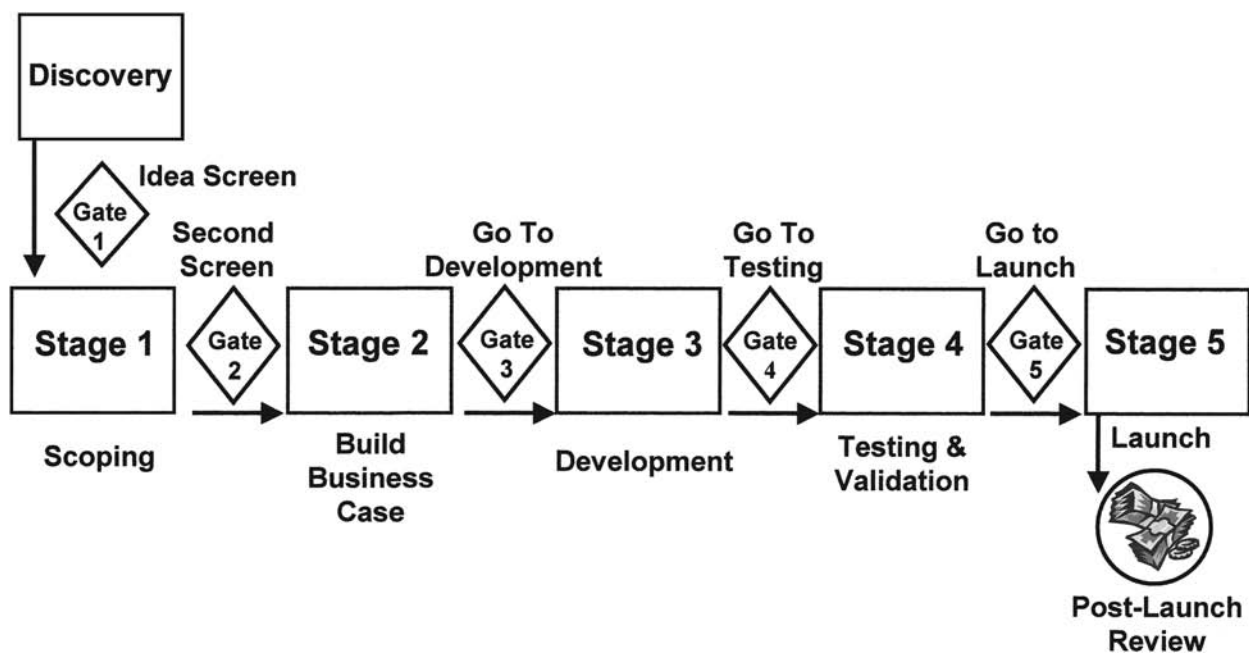 Discovery
Idea Screen
Gate
1
Second
Screen
Go To
Development
Go To
Testing
Go to
Launch
Stage 1
Gate
2
Stage 2
Gate
3
Stage 3
Gate
4
Stage 4
Gate
5
Stage 5
Scoping
Build
Business
Case
Development
Testing &
Validation
Launch
Post-Launch
Review